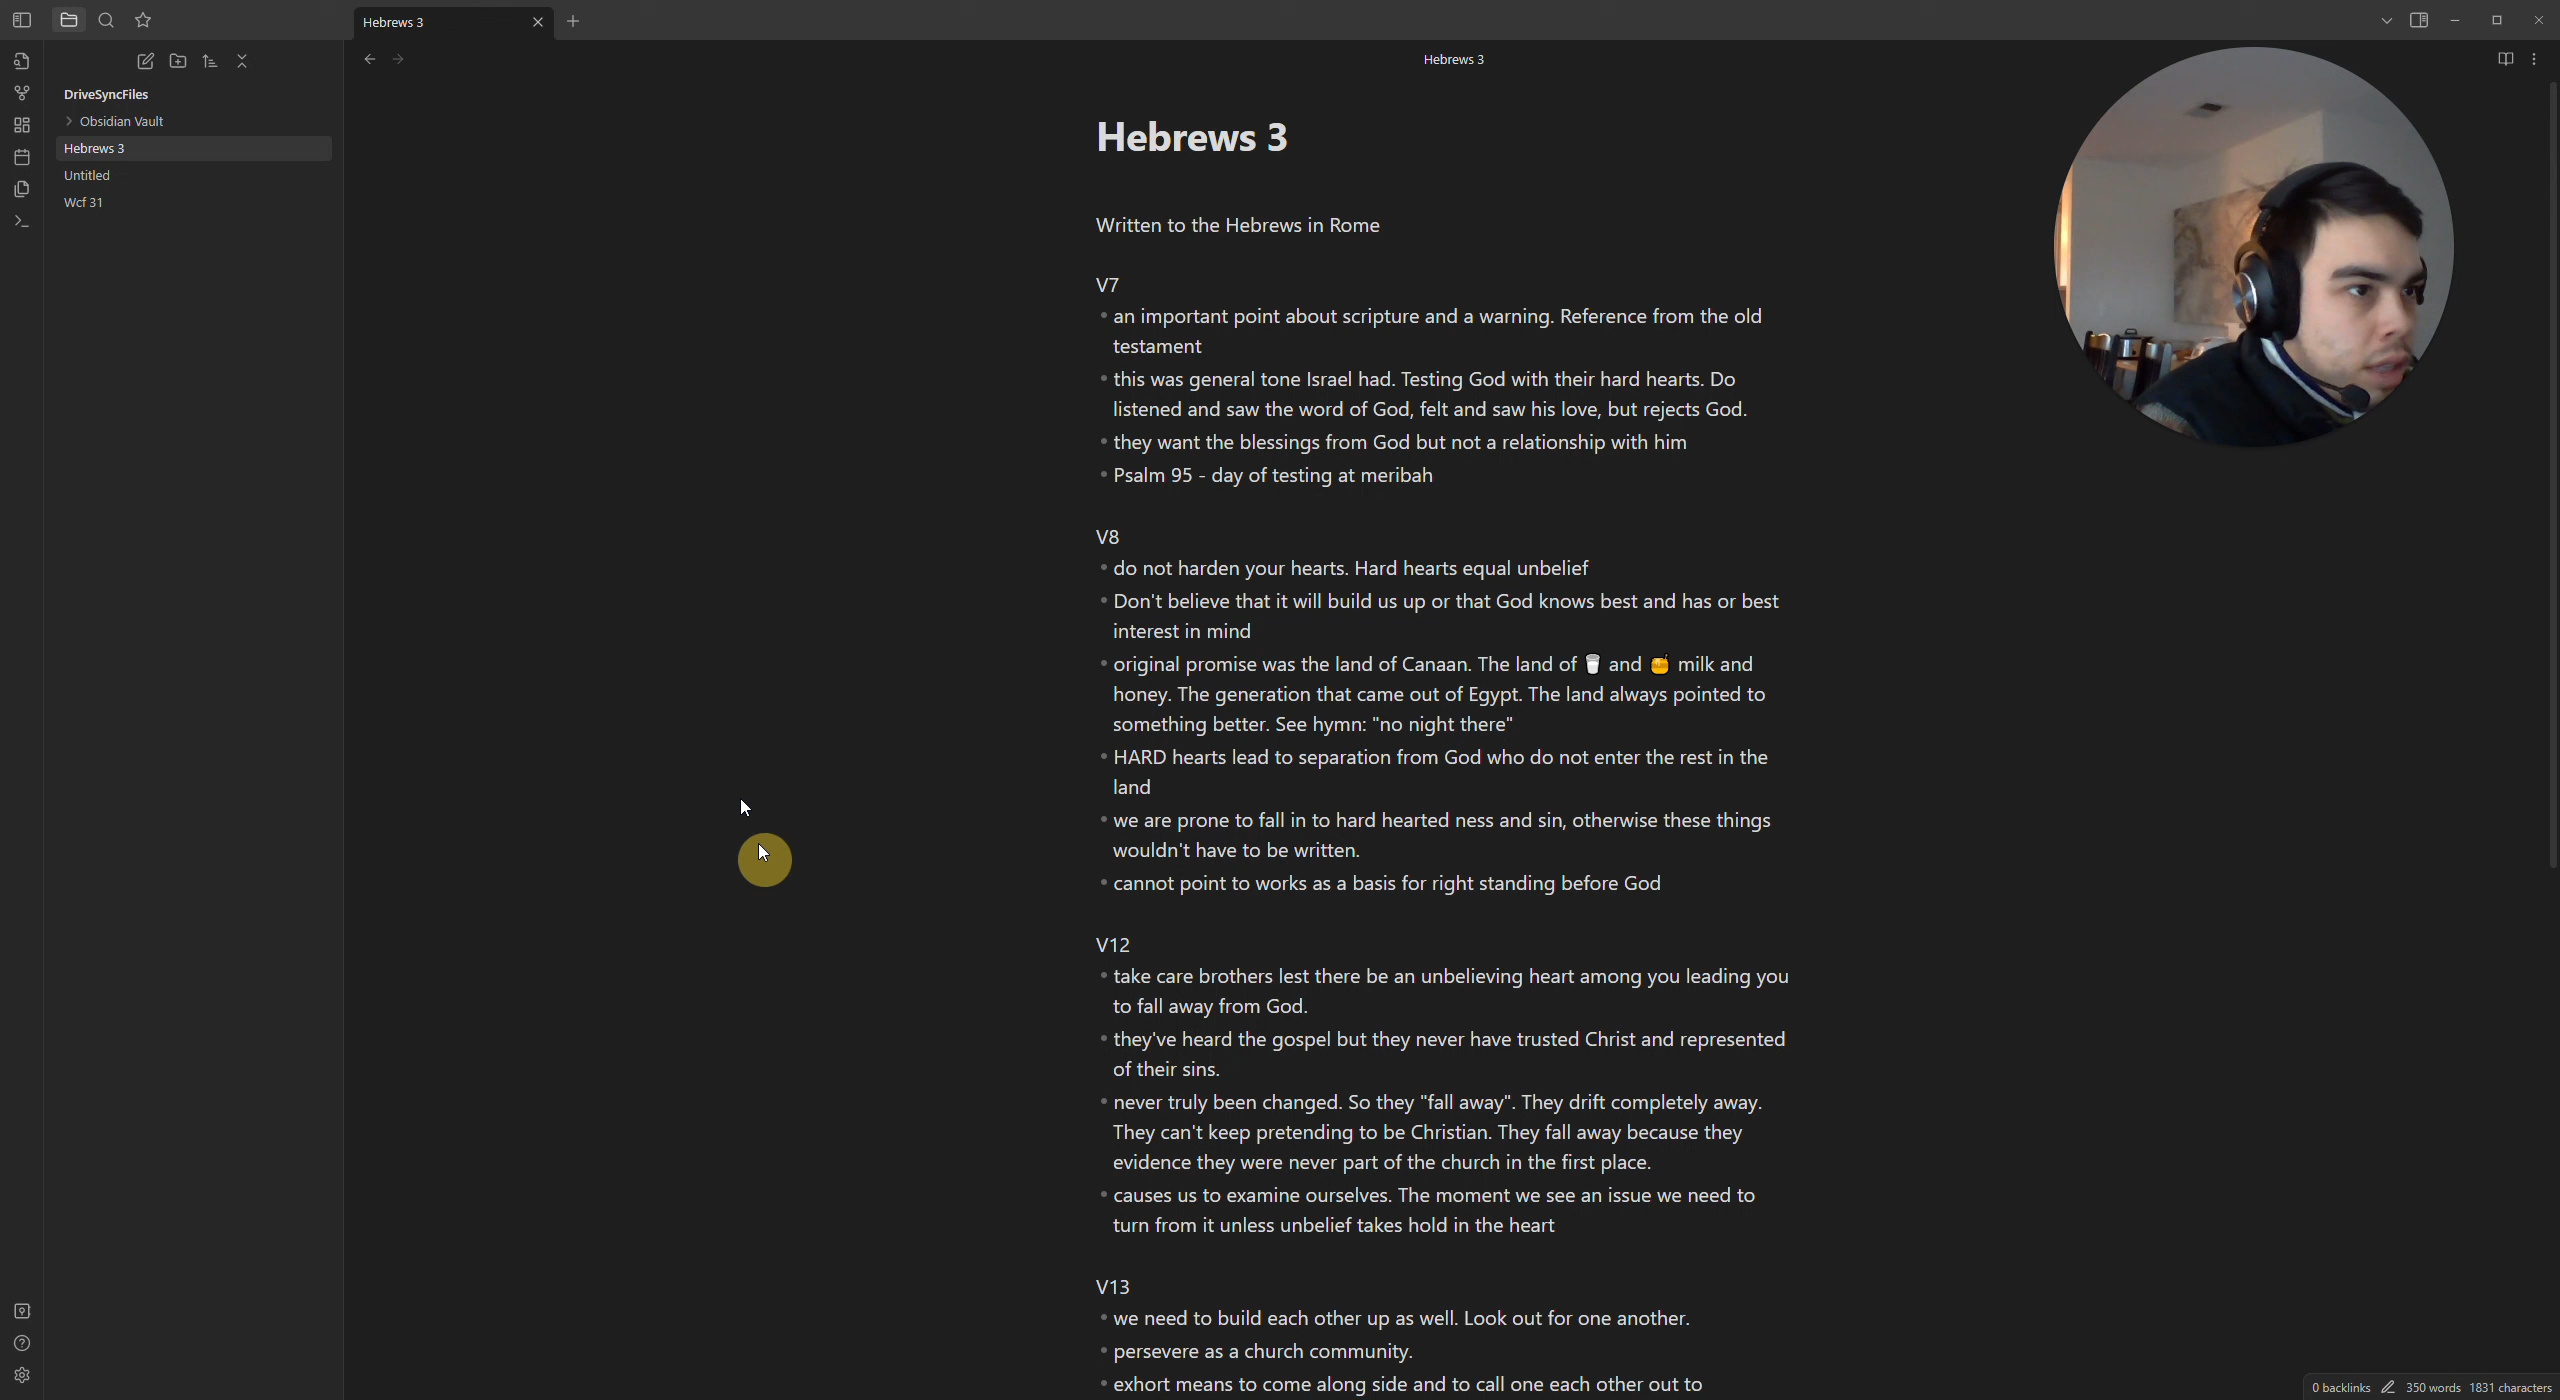 Hebrews 3
DriveSyncFiles
Obsidian Vault
Hebrews 3
Untitled
Wcf 31
Hebrews 3
Hebrews 3
Written to the Hebrews in Rome
V7
an important point about scripture and a warning. Reference from the old
testament
this was general tone Israel had. Testing God with their hard hearts. Do
listened and saw the word of God, felt and saw his love, but rejects God.
they want the blessings from God but not a relationship with him
Psalm 95 - day of testing at meribah
V8
do not harden your hearts. Hard hearts equal unbelief
Don't believe that it will build us up or that God knows best and has or best
interest in mind
original promise was the land of Canaan. The land of 🥛 and 🍯 milk and
honey. The generation that came out of Egypt. The land always pointed to
something better. See hymn: "no night there"
HARD hearts lead to separation from God who do not enter the rest in the
land
we are prone to fall in to hard hearted ness and sin, otherwise these things
wouldn't have to be written.
cannot point to works as a basis for right standing before God
V12
take care brothers lest there be an unbelieving heart among you leading you
to fall away from God.
they've heard the gospel but they never have trusted Christ and represented
of their sins.
never truly been changed. So they "fall away". They drift completely away.
They can't keep pretending to be Christian. They fall away because they
evidence they were never part of the church in the first place.
causes us to examine ourselves. The moment we see an issue we need to
turn from it unless unbelief takes hold in the heart
V13
we need to build each other up as well. Look out for one another.
persevere as a church community.
exhort means to come along side and to call one each other out to
0 backlinks 350 words 1831 characters